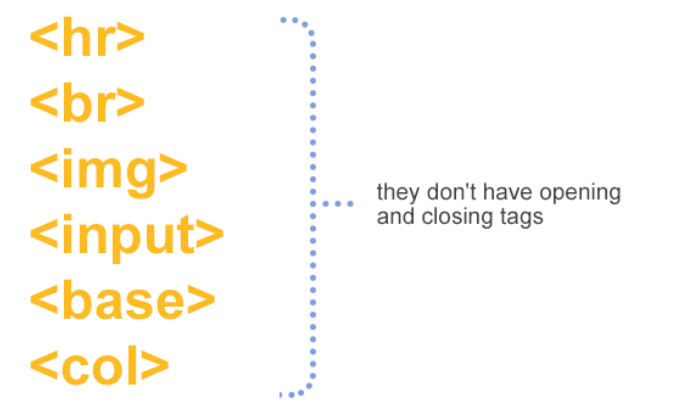 <hr>
<br>
<img>
<input>
<base>
<col>
they don't have opening
and closing tags